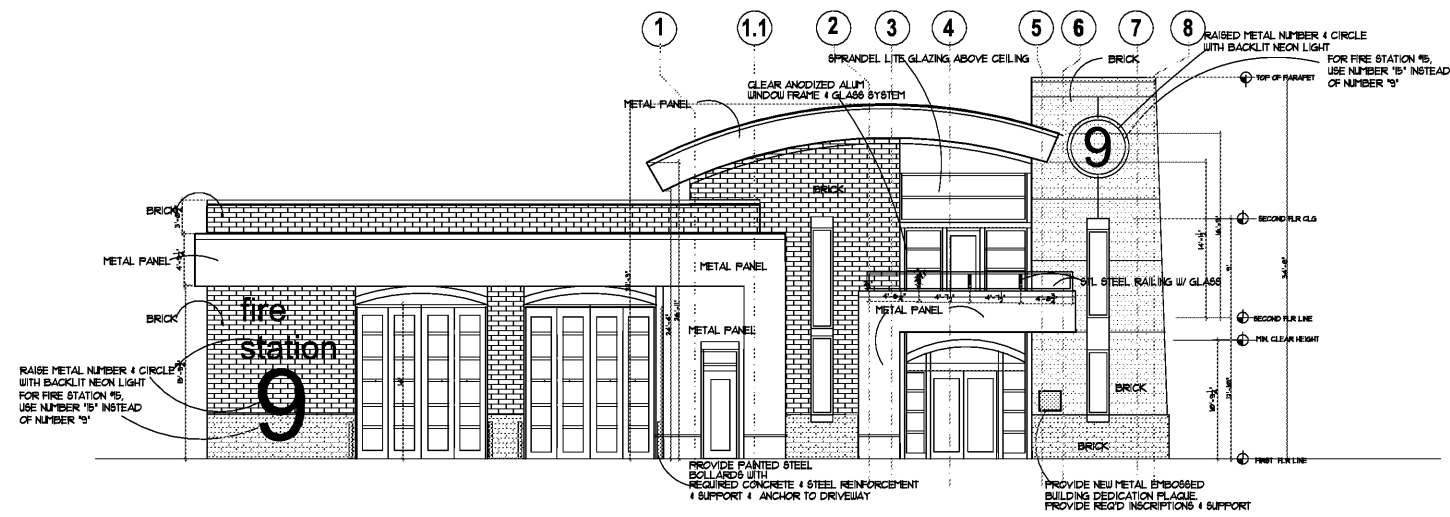 1
1.1
2
3
4
5
6
7
8
RAISED METAL NUMBER & CIRCLE
WITH BACKLIT NEON LIGHT
FOR FIRE STATION #15,
USE NUMBER "15" INSTEAD
OF NUMBER "9"
SPRANDEL LITE GLAZING ABOVE CEILING
BRICK
TOP OF PARAPET
CLEAR ANODIZED ALUM
WINDOW FRAME & GLASS SYSTEM
METAL PANEL
9
BRICK
BRICK
SECOND FLR CLG
METAL PANEL
METAL PANEL
STL STEEL RAILING W/ GLASS
METAL PANEL
fire
station
9
BRICK
METAL PANEL
SECOND FLR LINE
MIN. CLEAR HEIGHT
RAISE METAL NUMBER & CIRCLE
WITH BACKLIT NEON LIGHT
FOR FIRE STATION #15,
USE NUMBER "15" INSTEAD
OF NUMBER "9"
BRICK
BRICK
FIRST FLR LINE
PROVIDE PAINTED STEEL
BOLLARDS WITH
REQUIRED CONCRETE & STEEL REINFORCEMENT
& SUPPORT & ANCHOR TO DRIVEWAY
PROVIDE NEW METAL EMBOSSED
BUILDING DEDICATION PLAQUE.
PROVIDE REQ'D INSCRIPTIONS & SUPPORT